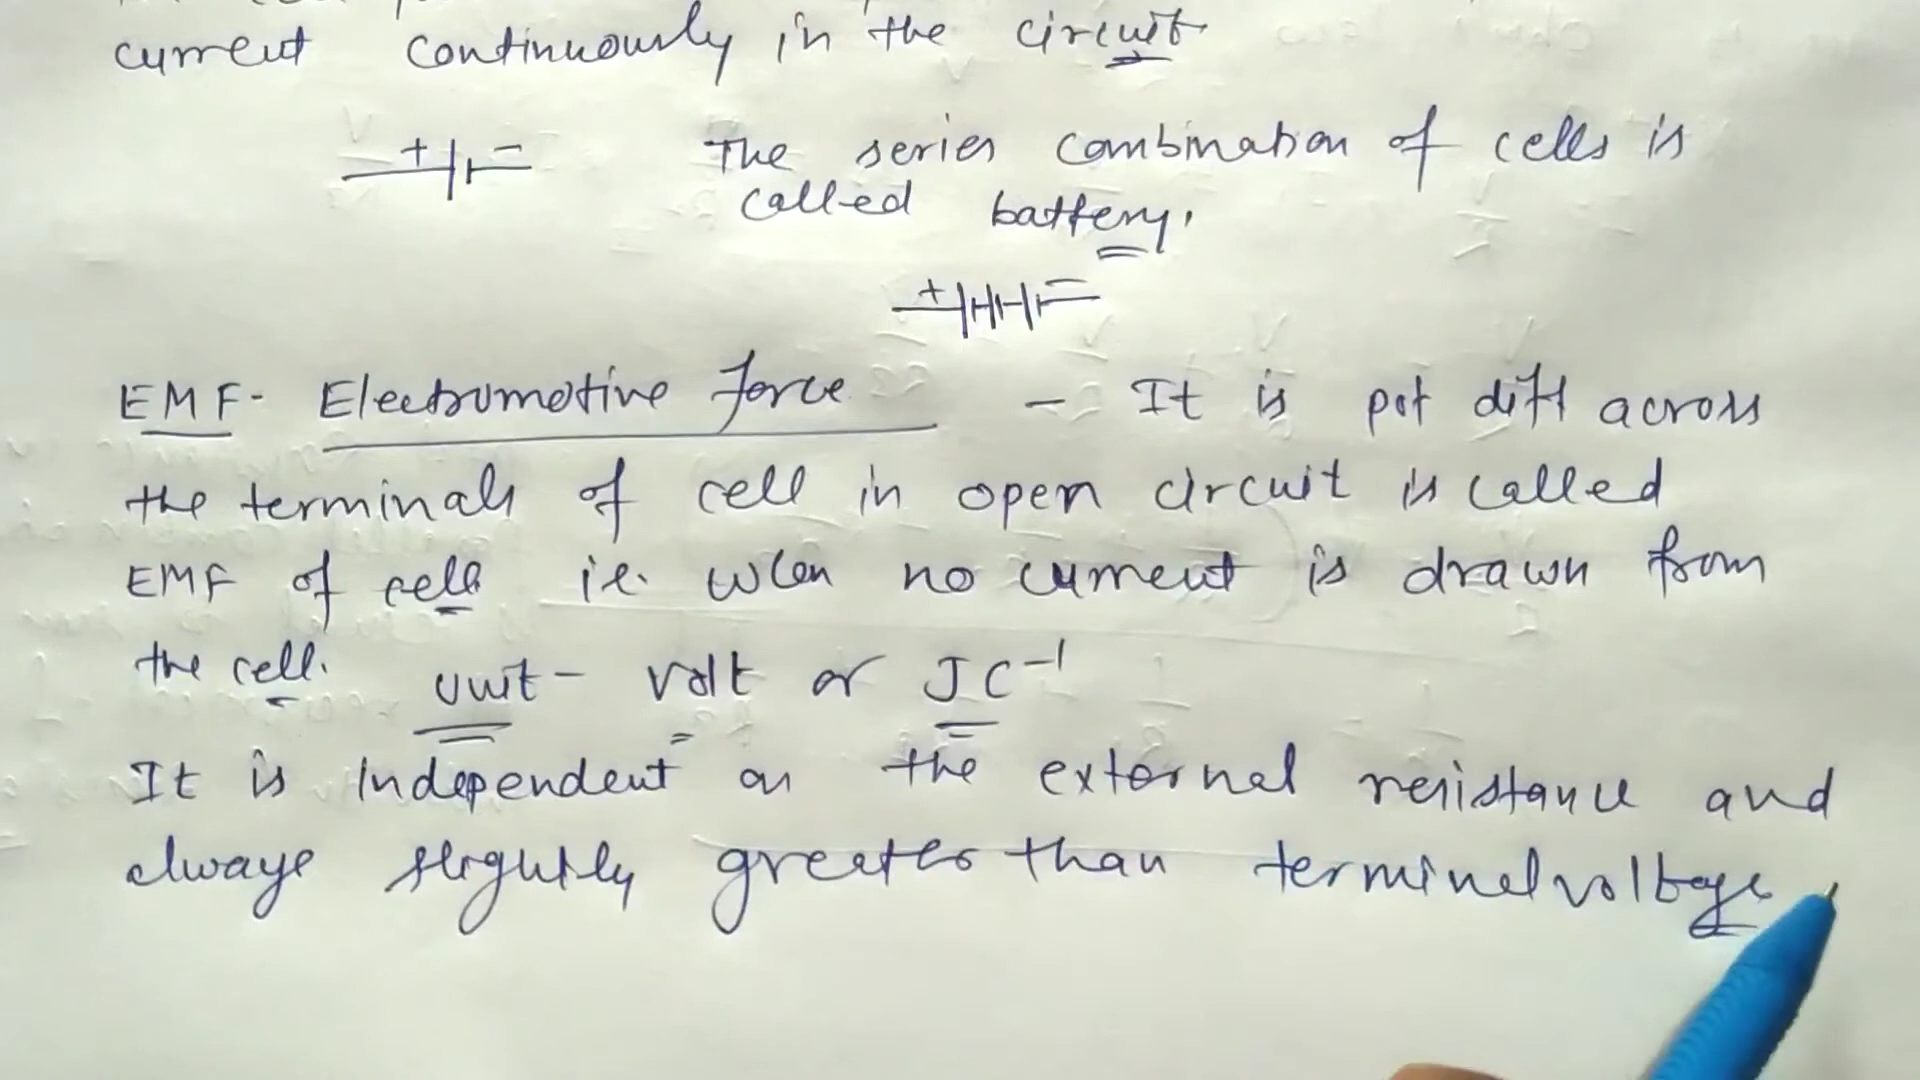 current continuously in the circuit
+ - The series combination of cells is
called battery.
+ -
EMF - Electromotive force - It is pot diff across
the terminals of cell in open circuit is called
EMF of cell i.e. when no current is drawn from
the cell. Unit - Volt or JC⁻¹
It is independent on the external resistance and
always slightly greater than terminal voltage